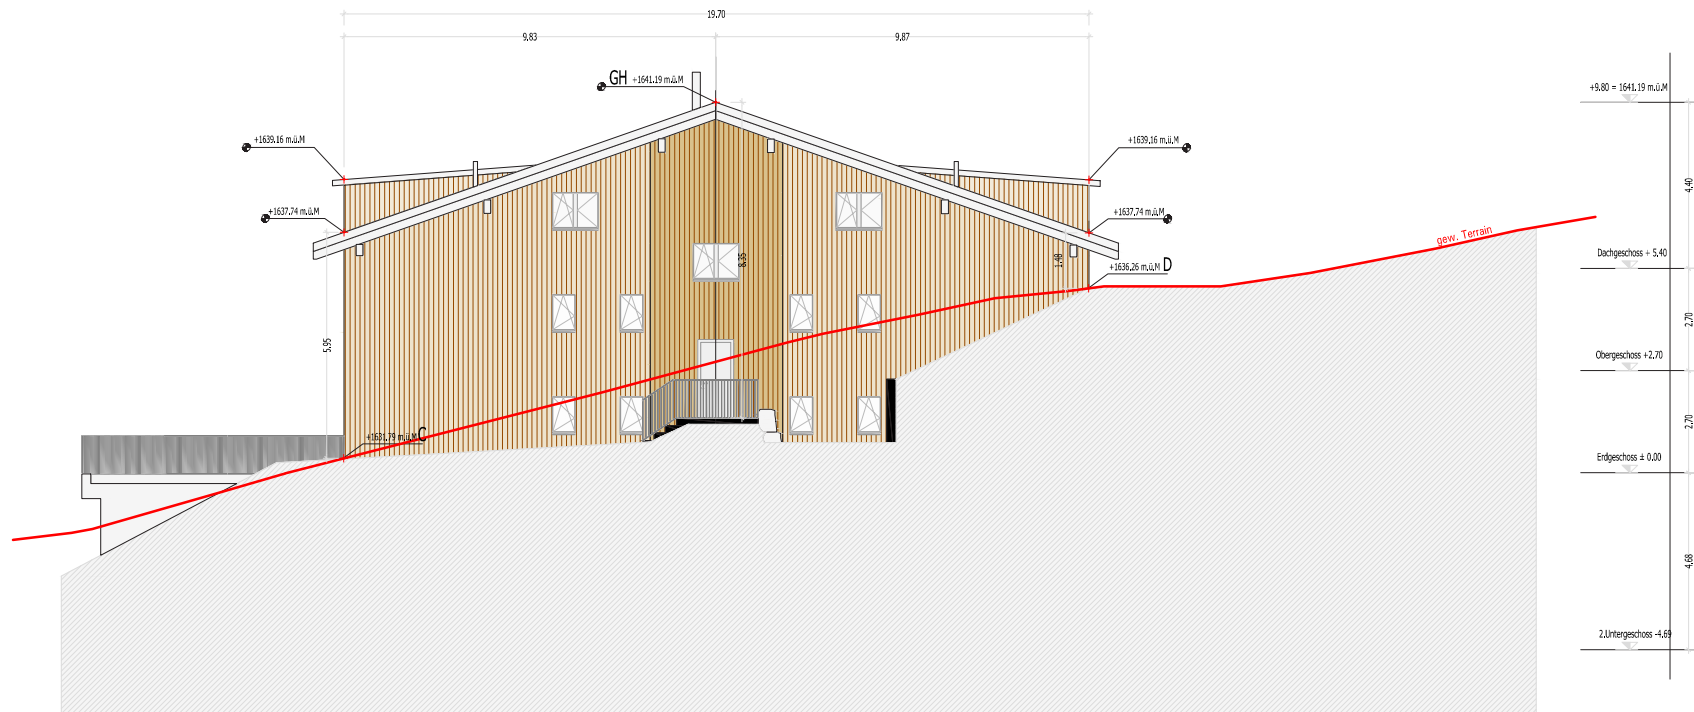 19.70
9.83
9.87
GH +1641.19 m.ü.M
+9.80 = 1641.19 m.ü.M
+1639.16 m.ü.M
+1639.16 m.ü.M
4.40
+1637.74 m.ü.M
+1637.74 m.ü.M
gew. Terrain
Dachgeschoss + 5.40
8.35
1.48
+1636.26 m.ü.M D
2.70
5.95
Obergeschoss +2.70
2.70
+1631.79 m.ü.M C
Erdgeschoss ± 0.00
4.68
2.Untergeschoss -4.69